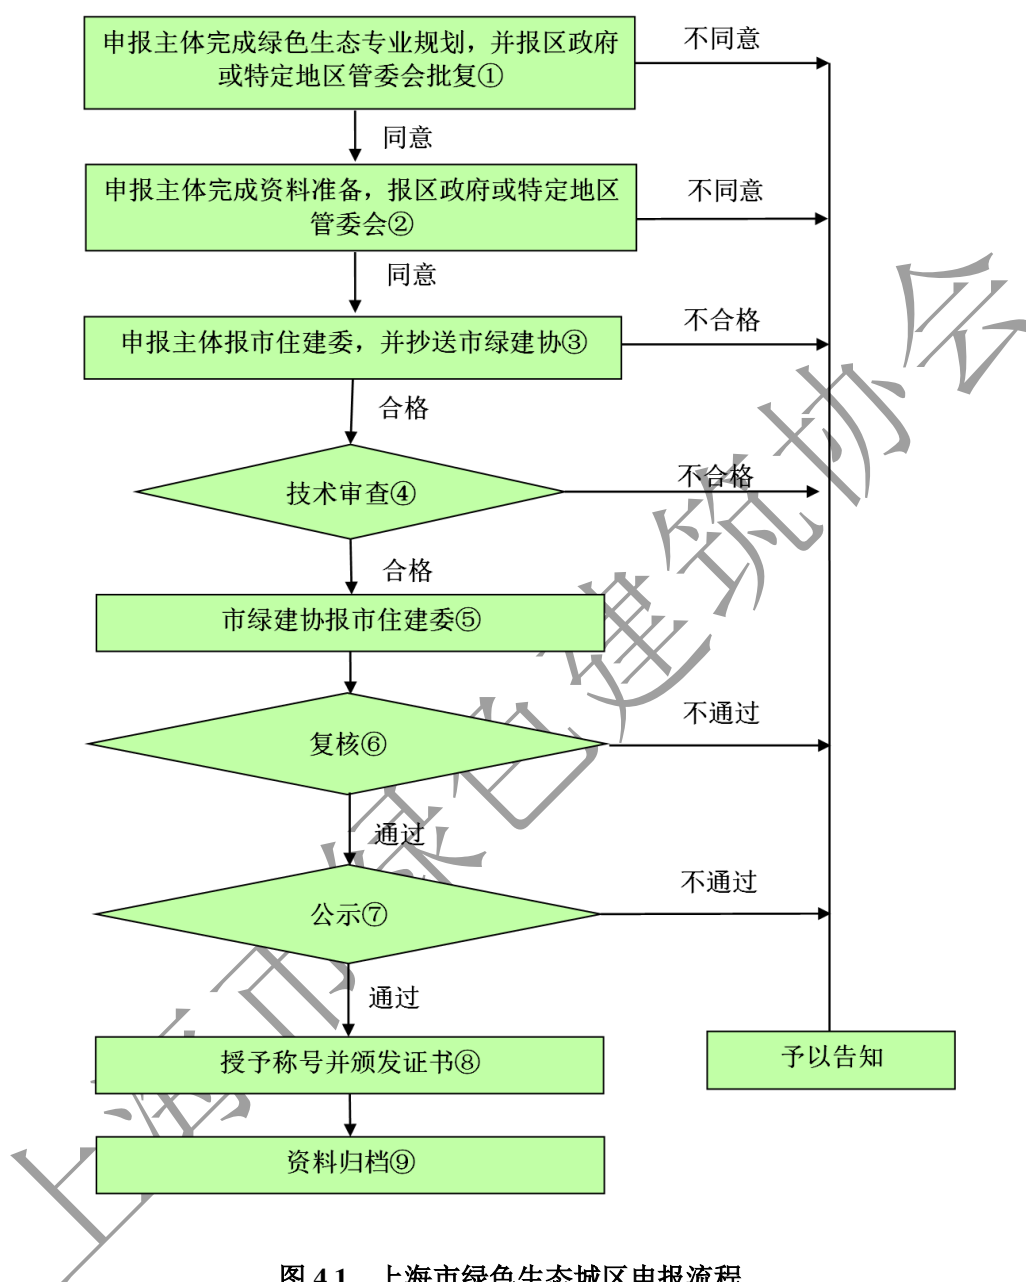 申报主体完成绿色生态专业规划，并报区政府
或特定地区管委会批复①
不同意
同意
申报主体完成资料准备，报区政府或特定地区
管委会②
不同意
同意
申报主体报市住建委，并抄送市绿建协③
不合格
合格
技术审查④
不合格
合格
市绿建协报市住建委⑤
复核⑥
不通过
通过
公示⑦
不通过
通过
授予称号并颁发证书⑧
予以告知
资料归档⑨
图 4.1 上海市绿色生态城区申报流程
上海市绿色建筑协会